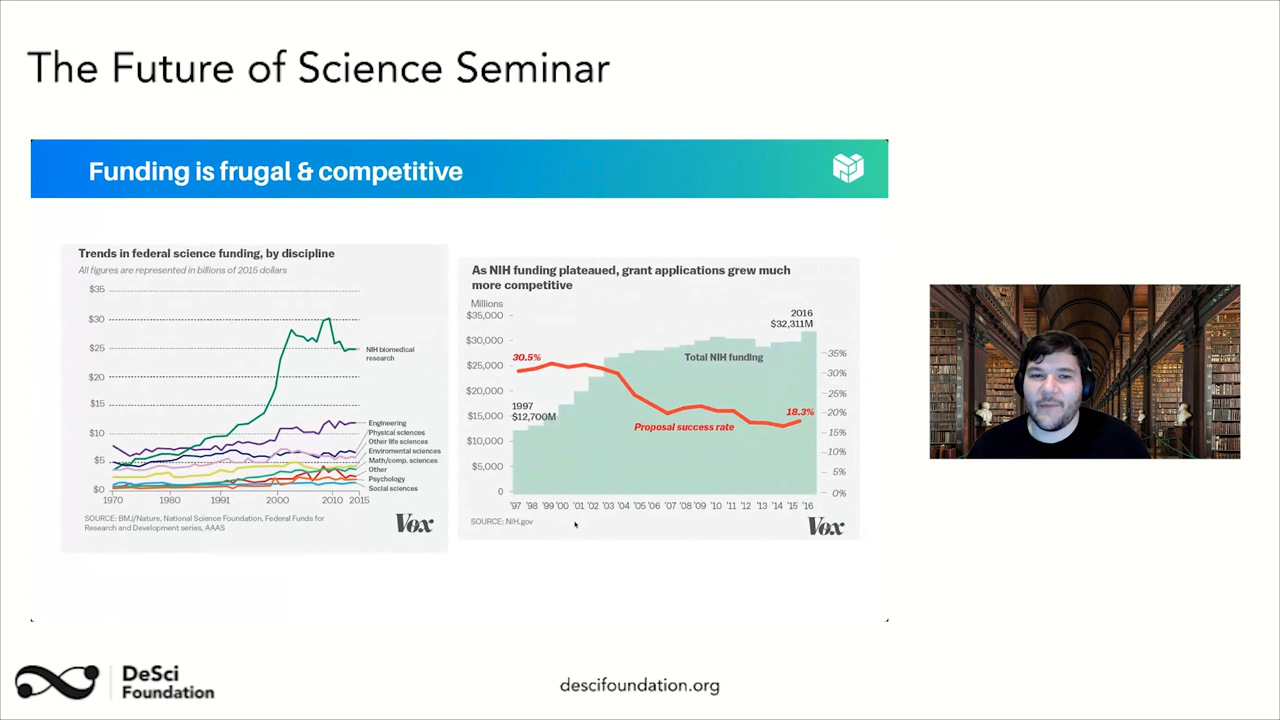 The Future of Science Seminar
Funding is frugal & competitive
Trends in federal science funding, by discipline
All figures are represented in billions of 2015 dollars
$35
$30
$25
$20
$15
$10
$5
$0
1970
1980
1991
2000
2010
2015
NIH biomedical
research
Engineering
Physical sciences
Other life sciences
Enviromental sciences
Math/comp. sciences
Other
Psychology
Social sciences
SOURCE: BMJ/Nature, National Science Foundation, Federal Funds for
Research and Development series, AAAS
Vox
As NIH funding plateaued, grant applications grew much
more competitive
Millions
$35,000
$30,000
$25,000
$20,000
$15,000
$10,000
$5,000
0
30.5%
1997
$12,700M
Total NIH funding
Proposal success rate
2016
$32,311M
18.3%
35%
30%
25%
20%
15%
10%
5%
0%
'97 '98 '99 '00 '01 '02 '03 '04 '05 '06 '07 '08 '09 '10 '11 '12 '13 '14 '15 '16
SOURCE: NIH.gov
Vox
DeSci
Foundation
descifoundation.org